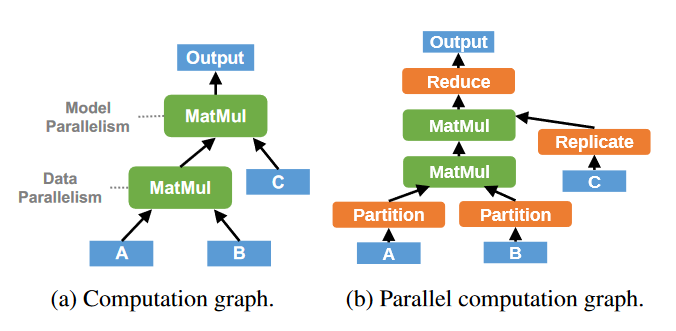 Output
MatMul
Model
Parallelism
MatMul
Data
Parallelism
C
A
B
(a) Computation graph.
Output
Reduce
MatMul
Replicate
MatMul
C
Partition
Partition
A
B
(b) Parallel computation graph.